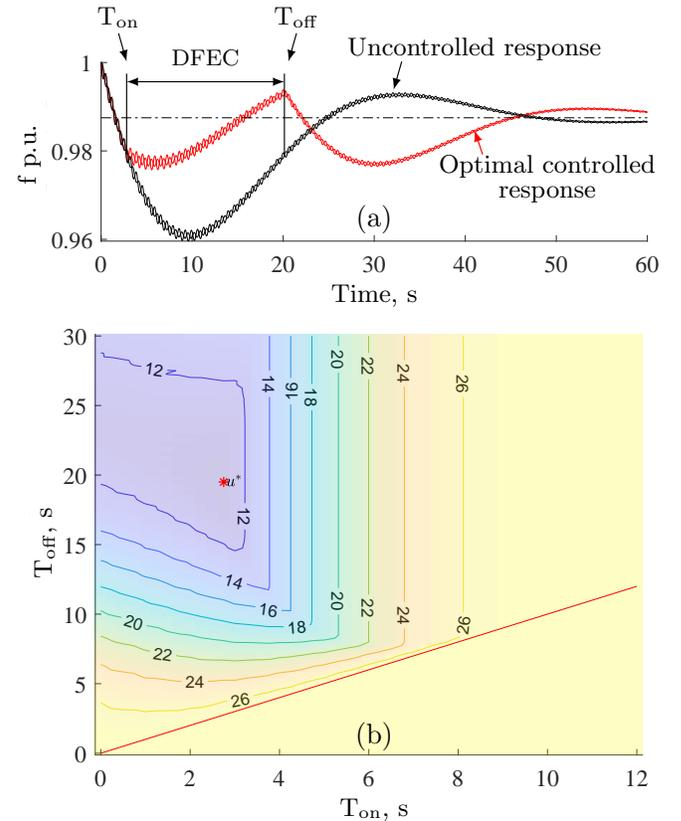 Ton Toff
DFEC
Uncontrolled response
1
0.98
0.96
f p.u.
Optimal controlled
response
(a)
0 10 20 30 40 50 60
Time, s
30
25
20
15
10
5
0
Toff, s
12
14
16
18
20
22
24
26
u*
12
14
16
18
20
22
24
26
20
22
24
26
(b)
0 2 4 6 8 10 12
Ton, s